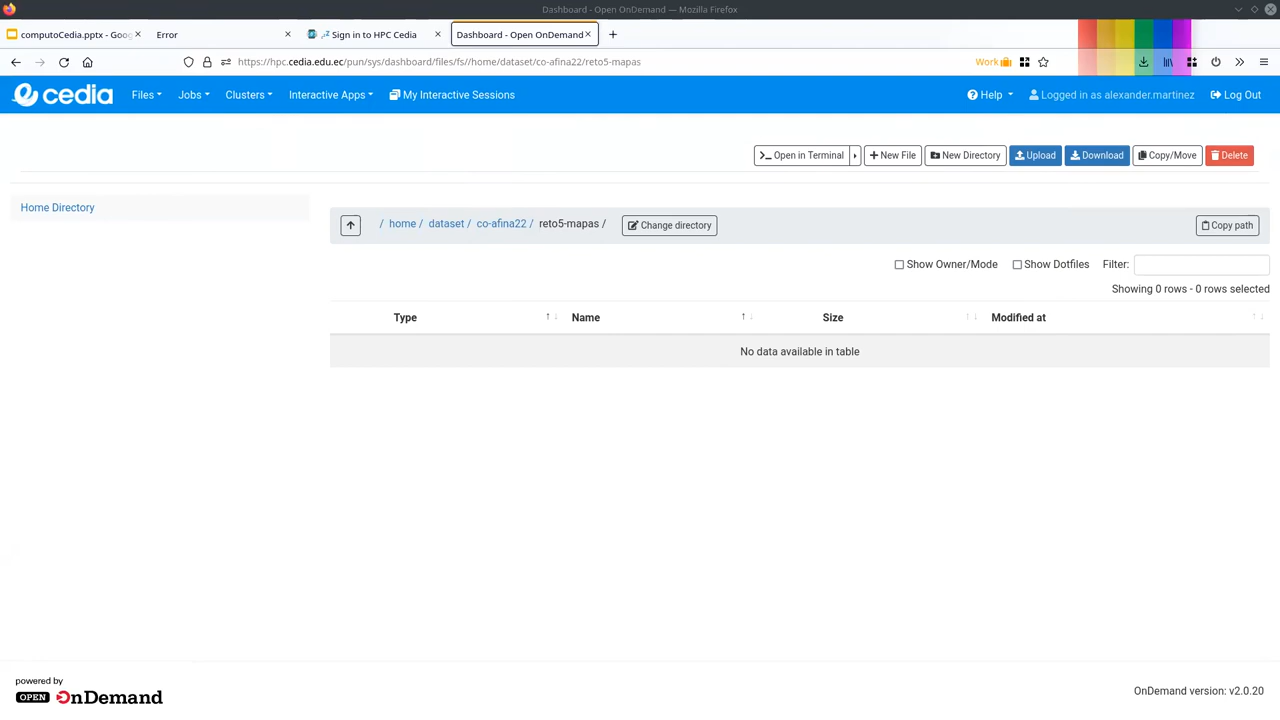 Dashboard - Open OnDemand — Mozilla Firefox
computoCedia.pptx - Goog
Error
Sign in to HPC Cedia
Dashboard - Open OnDemand
https://hpc.cedia.edu.ec/pun/sys/dashboard/files/fs//home/dataset/co-afina22/reto5-mapas
Work
cedia
Files
Jobs
Clusters
Interactive Apps
My Interactive Sessions
Help
Logged in as alexander.martinez
Log Out
>_ Open in Terminal
New File
New Directory
Upload
Download
Copy/Move
Delete
Home Directory
/ home / dataset / co-afina22 / reto5-mapas /
Change directory
Copy path
Show Owner/Mode
Show Dotfiles
Filter:
Showing 0 rows - 0 rows selected
Type
Name
Size
Modified at
No data available in table
powered by
OPEN OnDemand
OnDemand version: v2.0.20